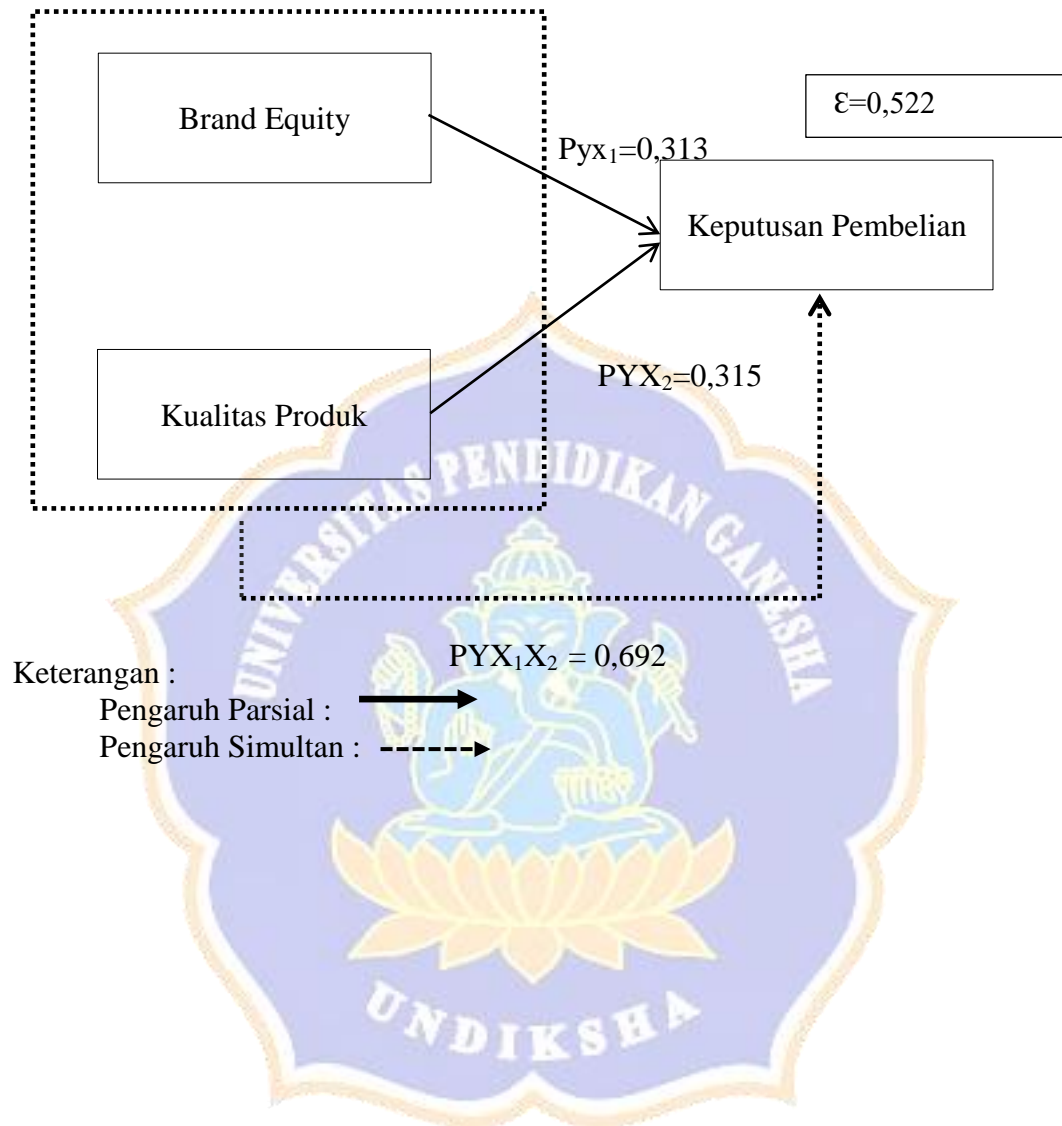 Brand Equity
Ɛ=0,522
Pyx₁=0,313
Keputusan Pembelian
PYX₂=0,315
Kualitas Produk
UNIVERSITAS PENDIDIKAN GANESHA
PYX₁X₂ = 0,692
Keterangan :
Pengaruh Parsial :
Pengaruh Simultan :
UNDIKSHA